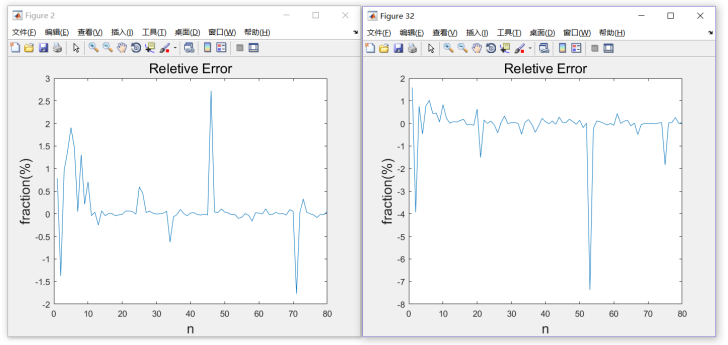 Figure 2
文件(F) 编辑(E) 查看(V) 插入(I) 工具(T) 桌面(D) 窗口(W) 帮助(H)
Reletive Error
3
2.5
2
1.5
1
0.5
0
-0.5
-1
-1.5
-2
fraction(%)
0 10 20 30 40 50 60 70 80
n
Figure 32
文件(F) 编辑(E) 查看(V) 插入(I) 工具(T) 桌面(D) 窗口(W) 帮助(H)
Reletive Error
2
1
0
-1
-2
-3
-4
-5
-6
-7
-8
fraction(%)
0 10 20 30 40 50 60 70 80
n